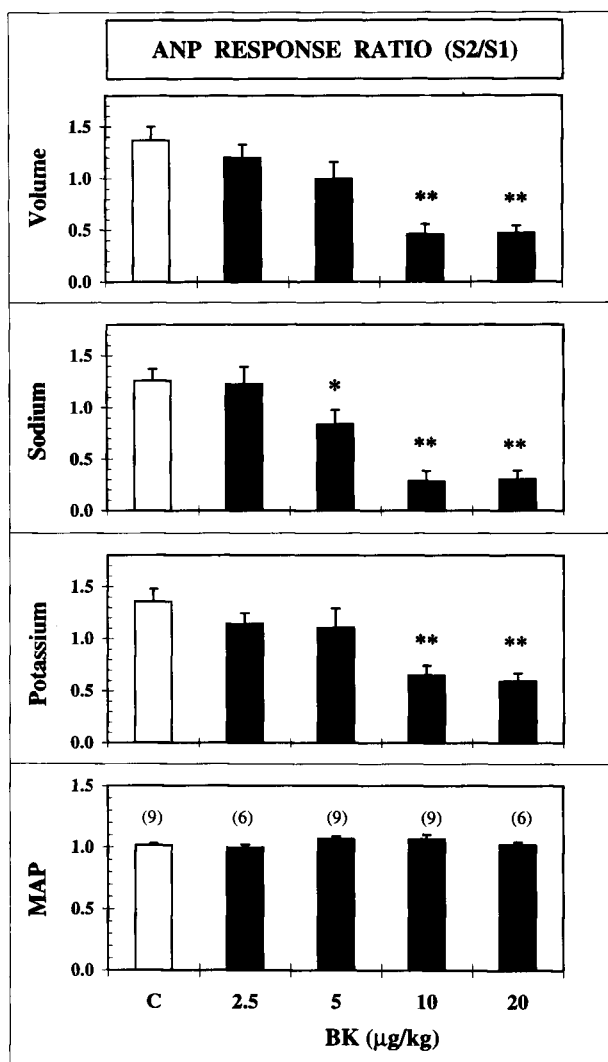 ANP RESPONSE RATIO (S2/S1)
Volume
1.5
1.0
0.5
0.0
**
**
Sodium
1.5
1.0
0.5
0.0
*
**
**
Potassium
1.5
1.0
0.5
0.0
**
**
MAP
1.5
1.0
0.5
0.0
(9) (6) (9) (9) (6)
C 2.5 5 10 20
BK (μg/kg)